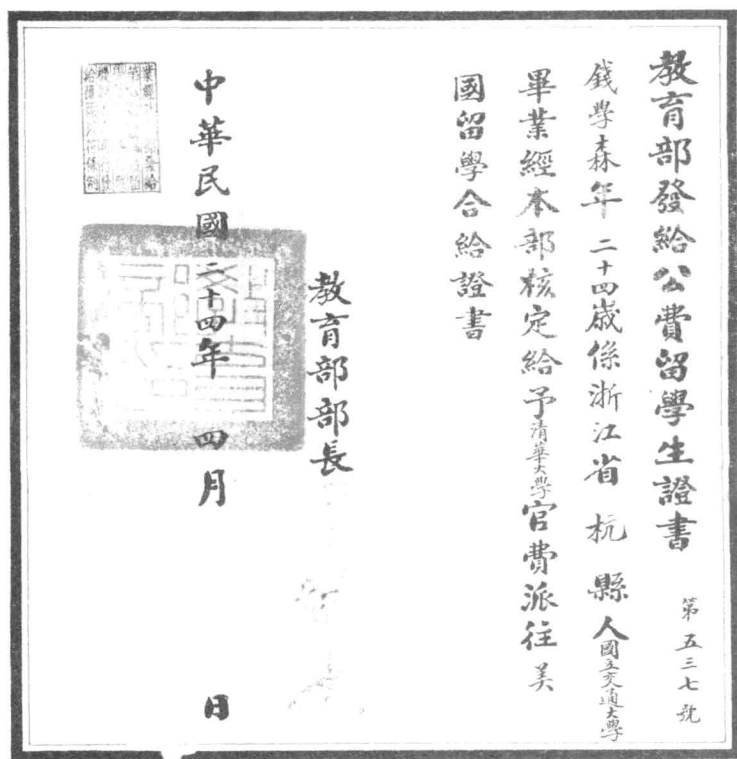 教育部發給公費留學生證書
第五三七號
錢學森年二十四歲係浙江省杭縣人國立交通大學
畢業經本部核定給予清華大學官費派往美
國留學合給證書
教育部部長
中華民國二十四年四月 日